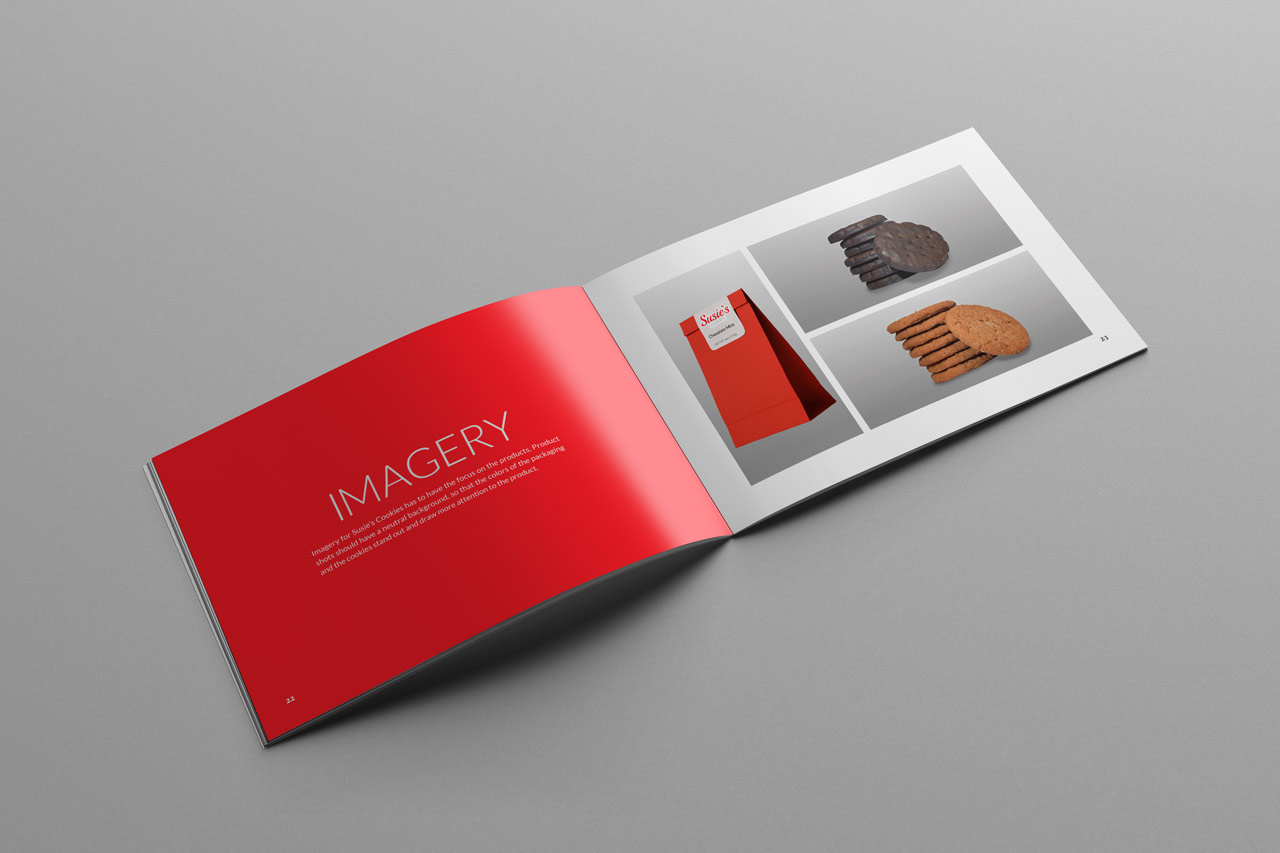 IMAGERY
Imagery for Susie's Cookies has to have the focus on the products. Product
shots should have a neutral background, so that the colors of the packaging
and the cookies stand out and draw more attention to the product.
22
Susie's
Chocolate Mint
23